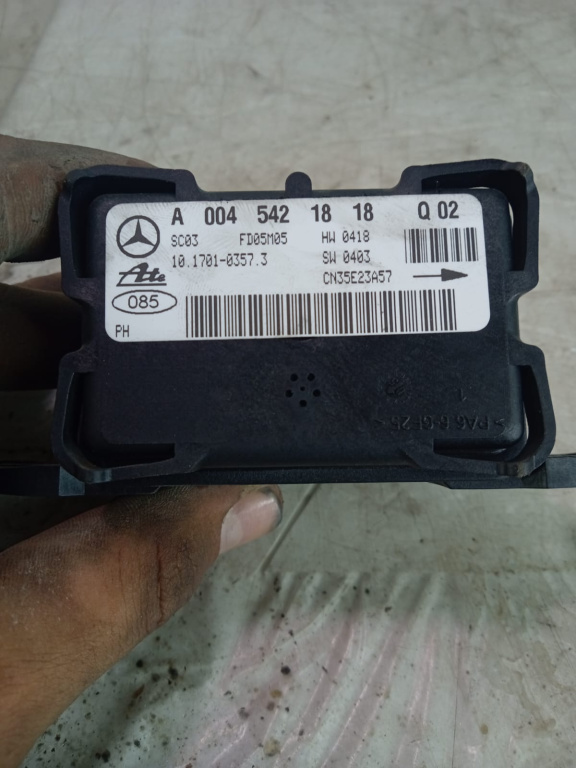 A 004 542 18 18 Q 02
SC03 FD05M05 HW 0418
10.1701-0357.3 SW 0403
Ate CN35E23A57
085
PH
1